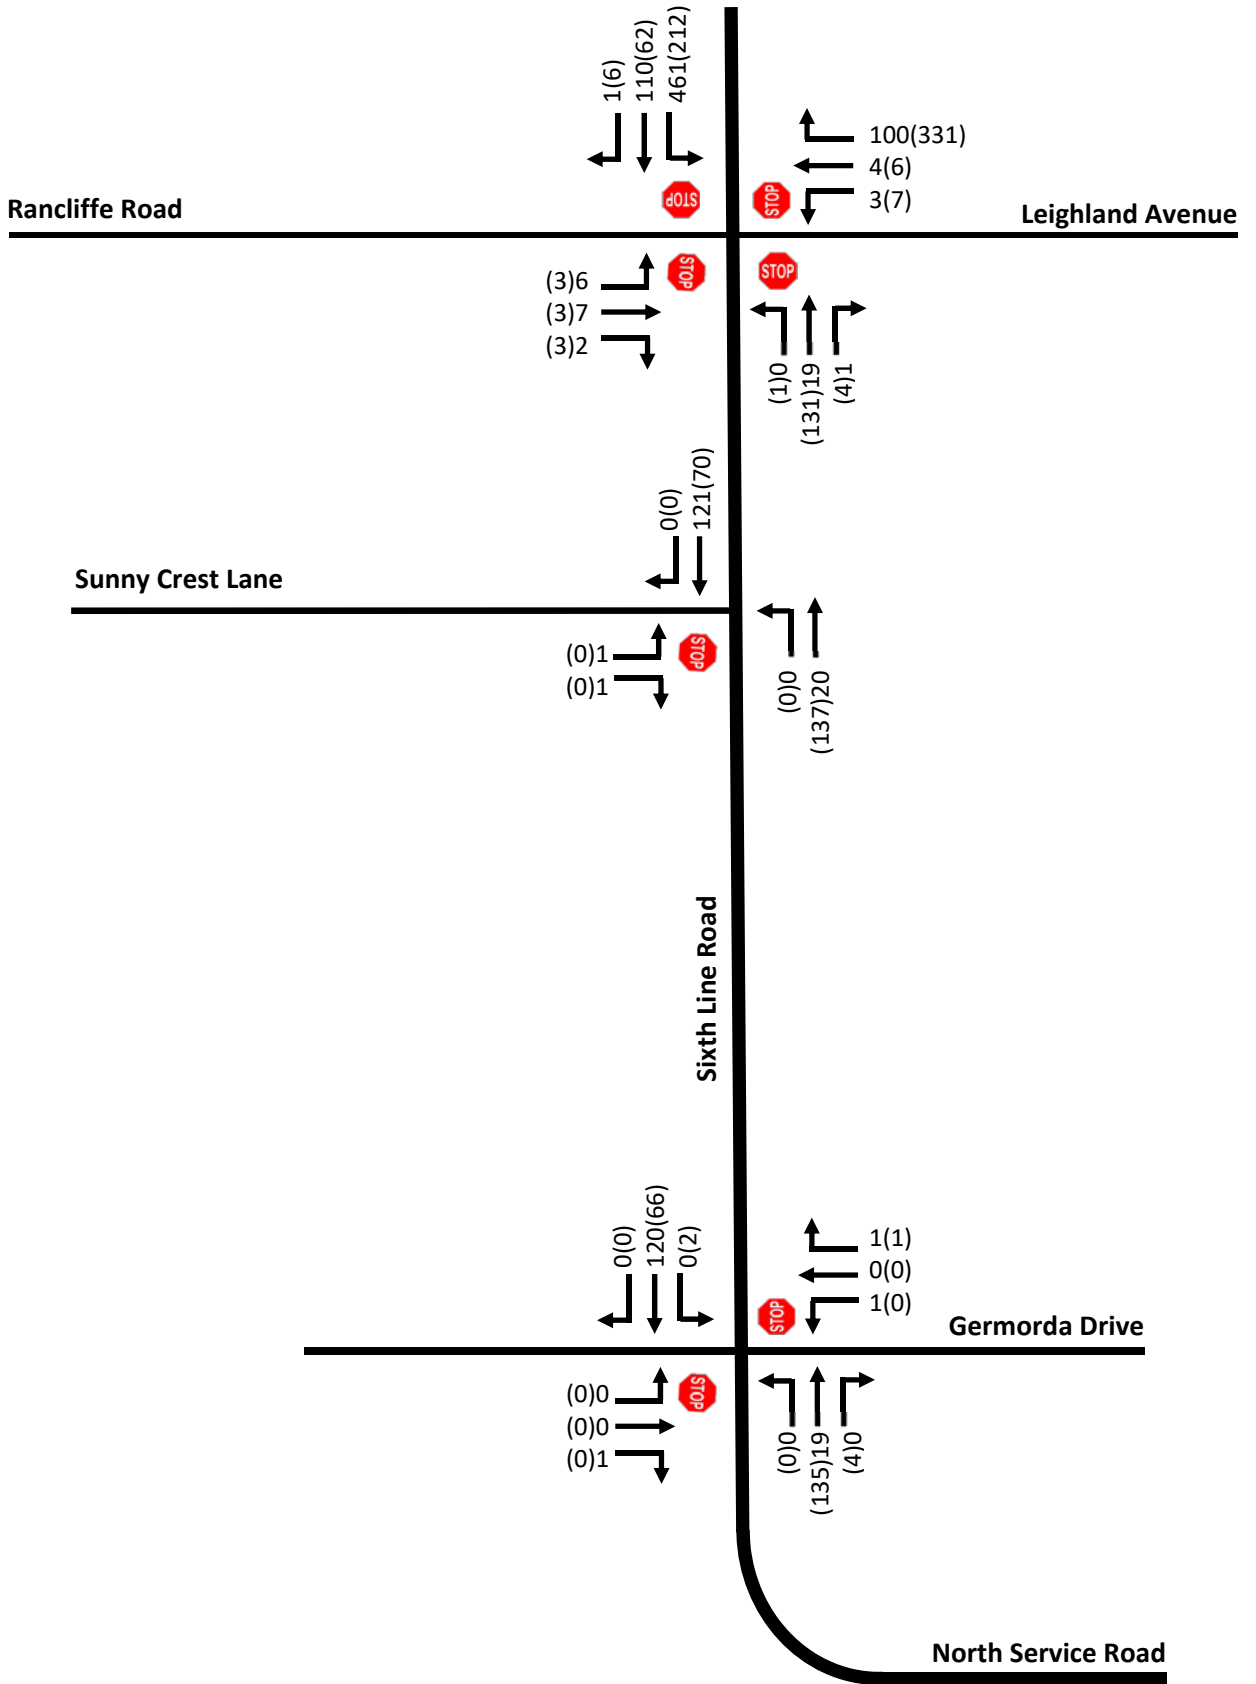 1(6)
110(62)
461(212)
100(331)
4(6)
3(7)
STOP
STOP
Rancliffe Road
Leighland Avenue
STOP
STOP
(3)6
(3)7
(3)2
(1)0
(131)19
(4)1
0(0)
121(70)
Sunny Crest Lane
STOP
(0)1
(0)1
(0)0
(137)20
Sixth Line Road
0(0)
120(66)
0(2)
1(1)
0(0)
1(0)
STOP
Germorda Drive
STOP
(0)0
(0)0
(0)1
(0)0
(135)19
(4)0
North Service Road